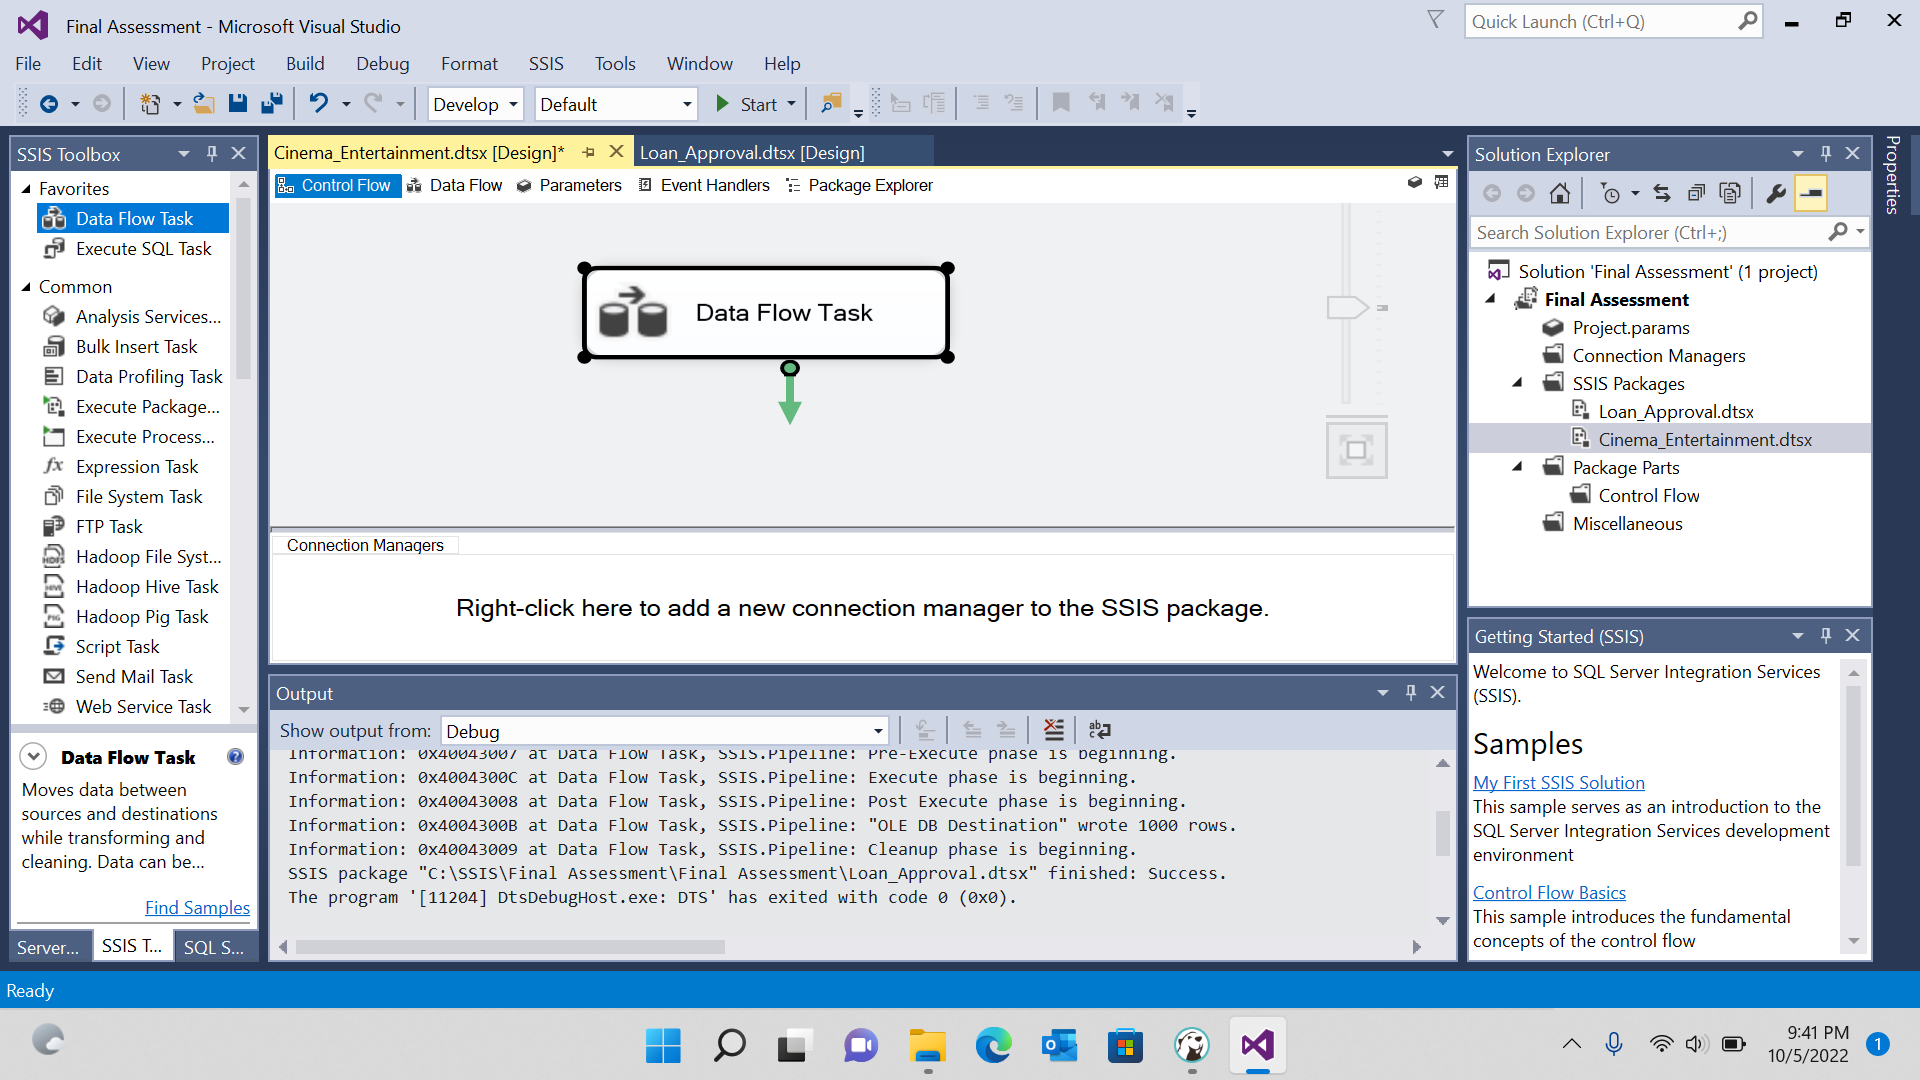 Final Assessment - Microsoft Visual Studio
Quick Launch (Ctrl+Q)
File Edit View Project Build Debug Format SSIS Tools Window Help
Develop Default Start
SSIS Toolbox
Favorites
Data Flow Task
Execute SQL Task
Common
Analysis Services...
Bulk Insert Task
Data Profiling Task
Execute Package...
Execute Process...
Expression Task
File System Task
FTP Task
Hadoop File Syst...
Hadoop Hive Task
Hadoop Pig Task
Script Task
Send Mail Task
Web Service Task
Data Flow Task
Moves data between
sources and destinations
while transforming and
cleaning. Data can be...
Find Samples
Server... SSIS T... SQL S...
Cinema_Entertainment.dtsx [Design]* Loan_Approval.dtsx [Design]
Control Flow Data Flow Parameters Event Handlers Package Explorer
Data Flow Task
Connection Managers
Right-click here to add a new connection manager to the SSIS package.
Output
Show output from: Debug
Information: 0x40043007 at Data Flow Task, SSIS.Pipeline: Pre-Execute phase is beginning.
Information: 0x4004300C at Data Flow Task, SSIS.Pipeline: Execute phase is beginning.
Information: 0x40043008 at Data Flow Task, SSIS.Pipeline: Post Execute phase is beginning.
Information: 0x4004300B at Data Flow Task, SSIS.Pipeline: "OLE DB Destination" wrote 1000 rows.
Information: 0x40043009 at Data Flow Task, SSIS.Pipeline: Cleanup phase is beginning.
SSIS package "C:\SSIS\Final Assessment\Final Assessment\Loan_Approval.dtsx" finished: Success.
The program '[11204] DtsDebugHost.exe: DTS' has exited with code 0 (0x0).
Solution Explorer
Search Solution Explorer (Ctrl+;)
Solution 'Final Assessment' (1 project)
Final Assessment
Project.params
Connection Managers
SSIS Packages
Loan_Approval.dtsx
Cinema_Entertainment.dtsx
Package Parts
Control Flow
Miscellaneous
Getting Started (SSIS)
Welcome to SQL Server Integration Services
(SSIS).
Samples
My First SSIS Solution
This sample serves as an introduction to the
SQL Server Integration Services development
environment
Control Flow Basics
This sample introduces the fundamental
concepts of the control flow
Properties
Ready
9:41 PM
10/5/2022
1